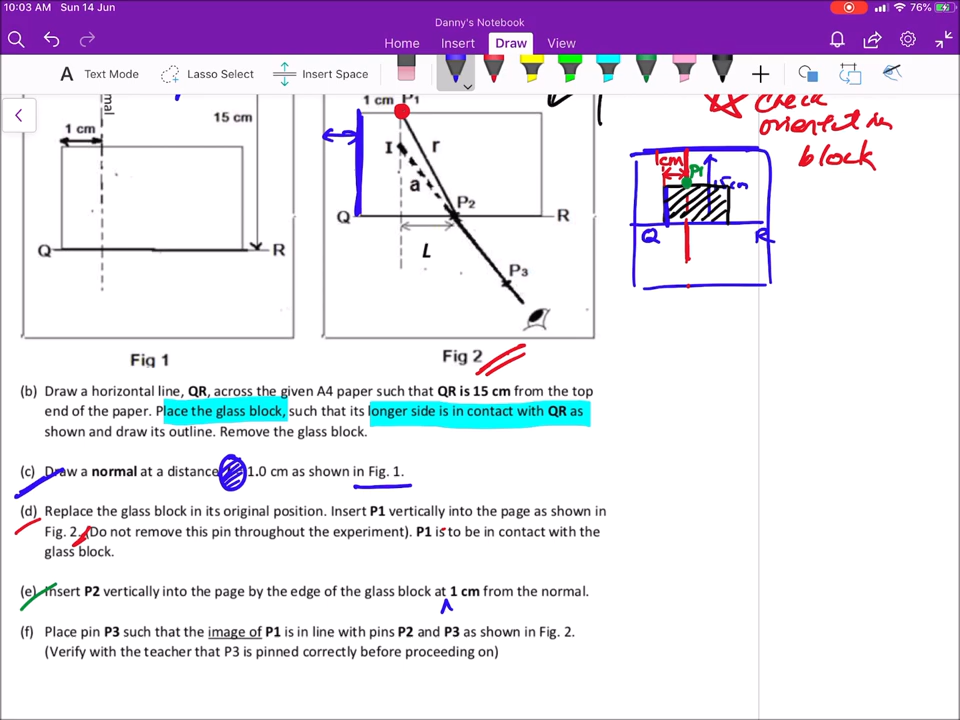 10:03 AM Sun 14 Jun
76%
Danny's Notebook
Home Insert Draw View
Text Mode Lasso Select Insert Space
mal
1 cm
15 cm
Q R
Fig 1
1 cm P1
I r
a
P2
Q R
L
P3
Fig 2
check
orient
block
1cm P1
5cm
Q R
(b) Draw a horizontal line, QR, across the given A4 paper such that QR is 15 cm from the top
end of the paper. Place the glass block, such that its longer side is in contact with QR as
shown and draw its outline. Remove the glass block.
(c) Draw a normal at a distance 1.0 cm as shown in Fig. 1.
(d) Replace the glass block in its original position. Insert P1 vertically into the page as shown in
Fig. 2. (Do not remove this pin throughout the experiment). P1 is to be in contact with the
glass block.
(e) Insert P2 vertically into the page by the edge of the glass block at 1 cm from the normal.
(f) Place pin P3 such that the image of P1 is in line with pins P2 and P3 as shown in Fig. 2.
(Verify with the teacher that P3 is pinned correctly before proceeding on)